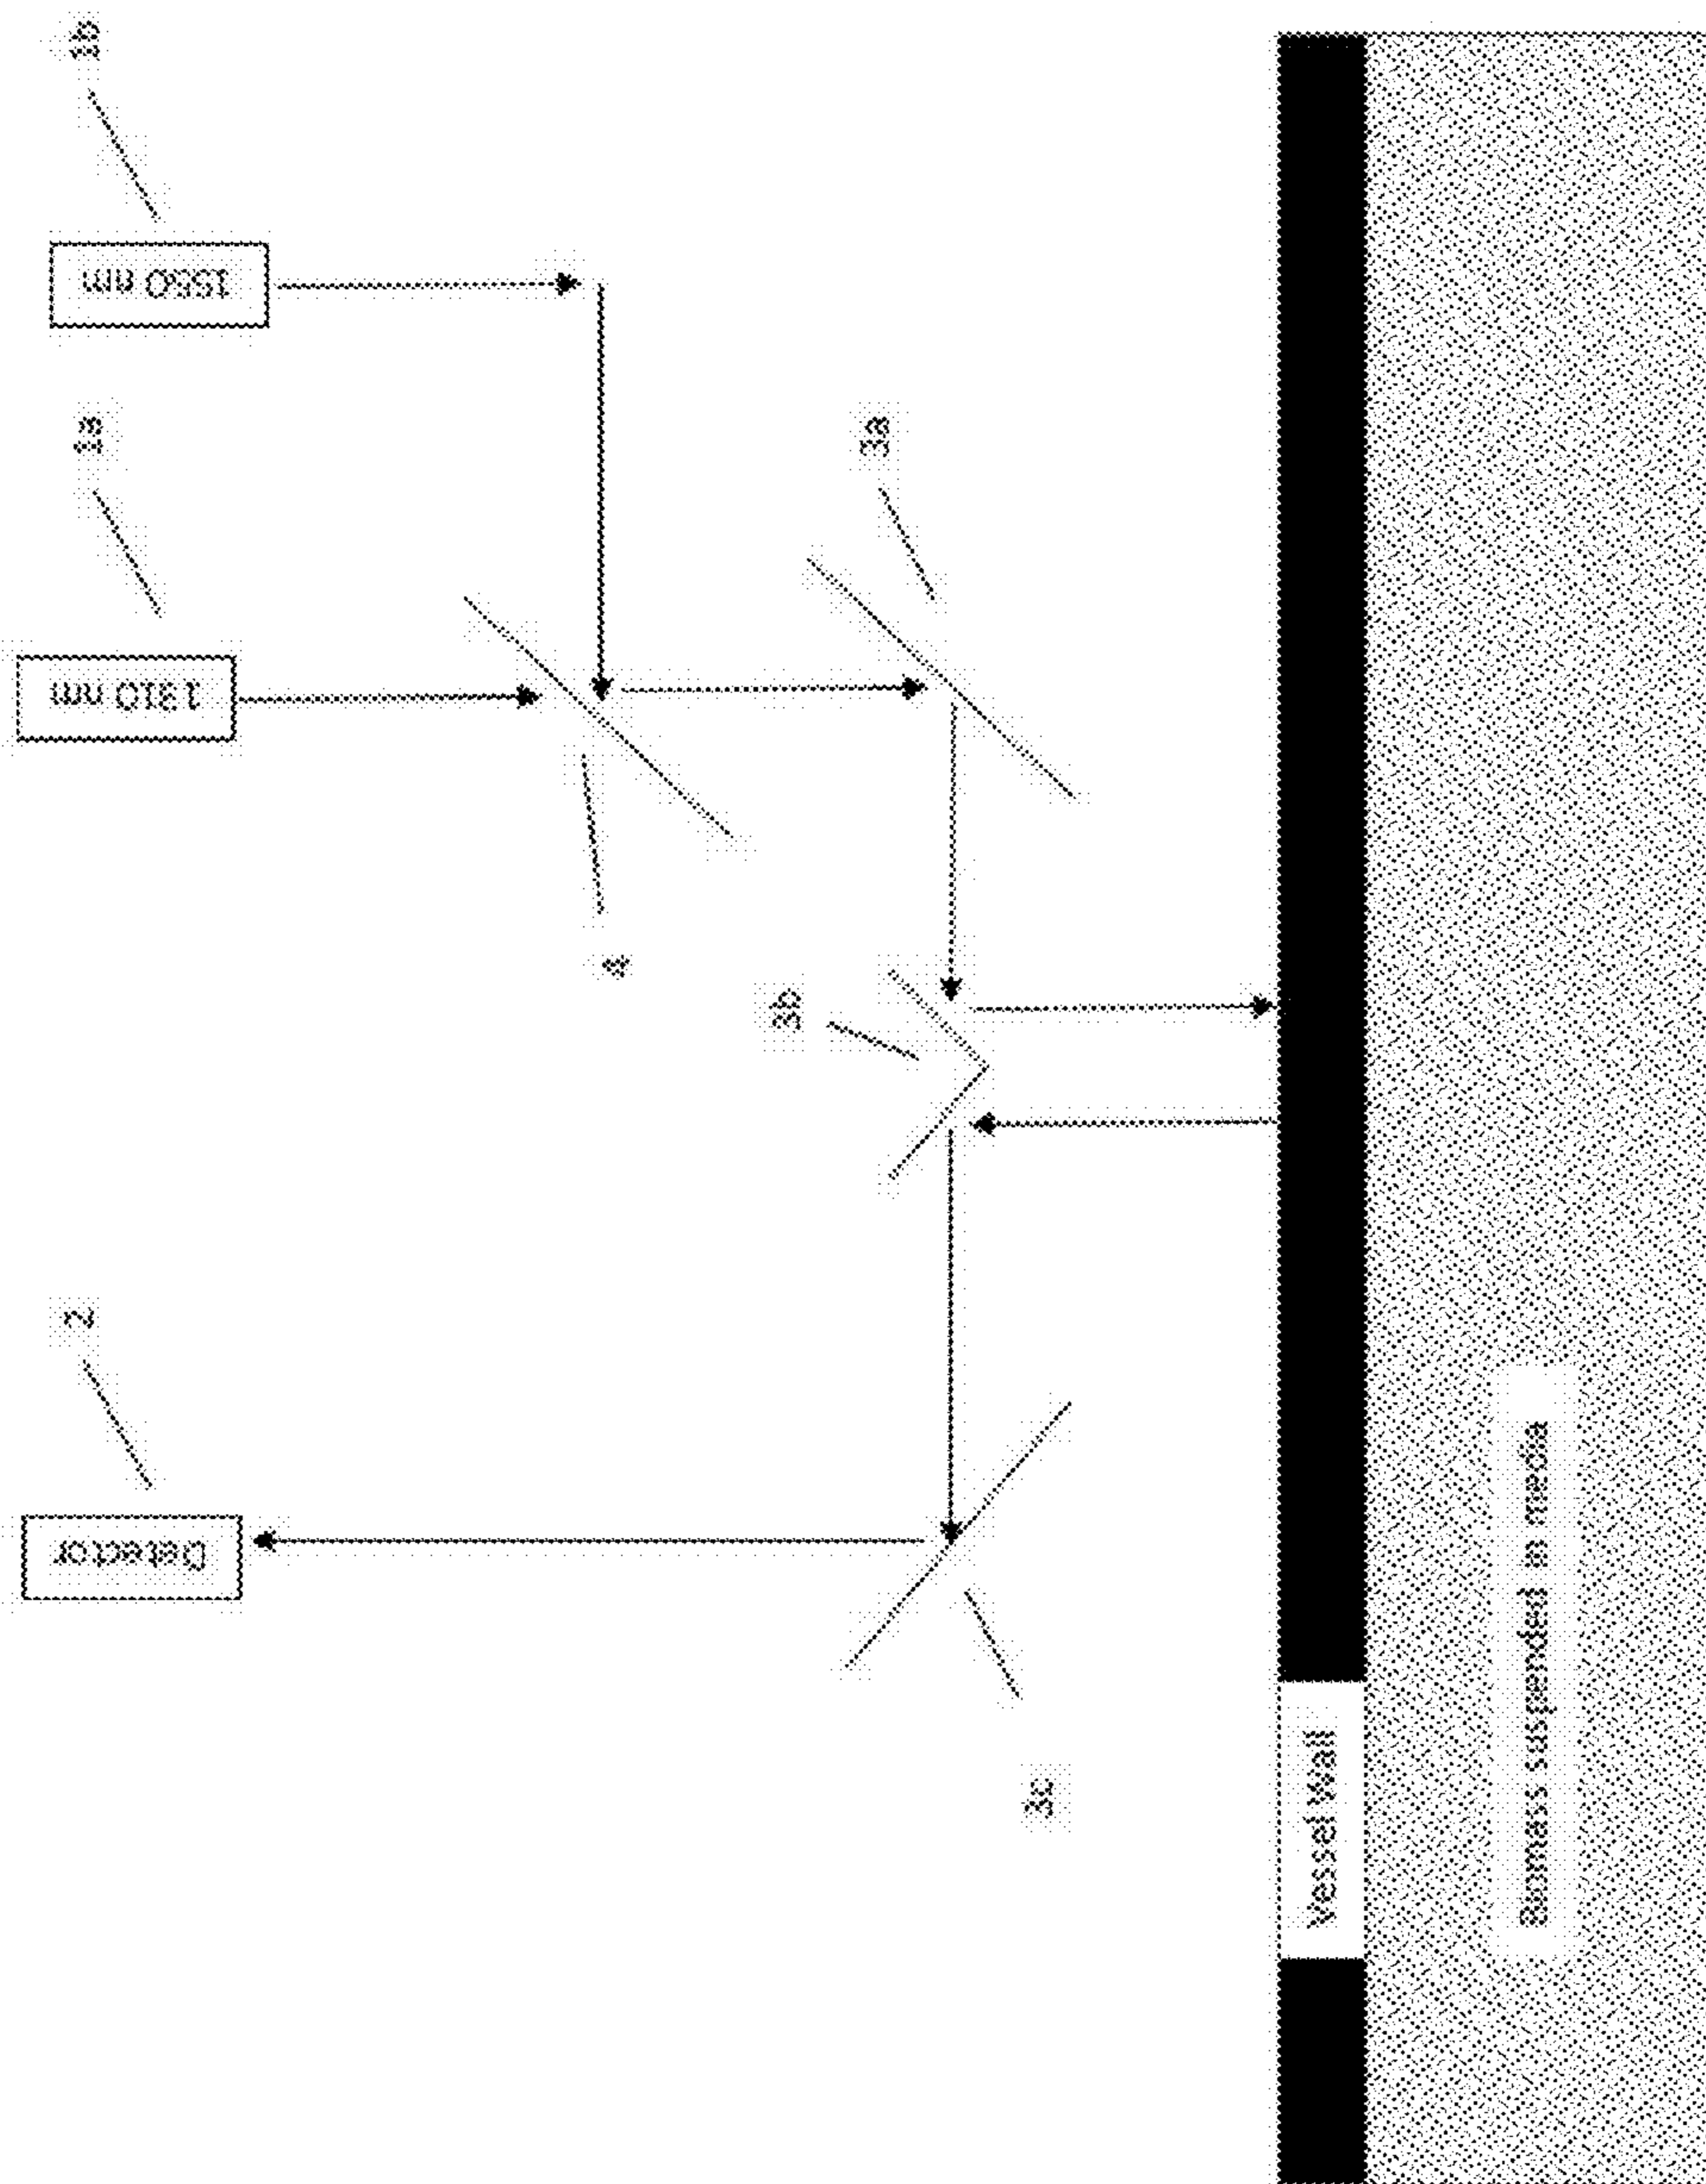 1b
1550 nm
1a
1310 nm
3a
4
3b
2
Detector
3c
Vessel Wall
Biomass suspended in media